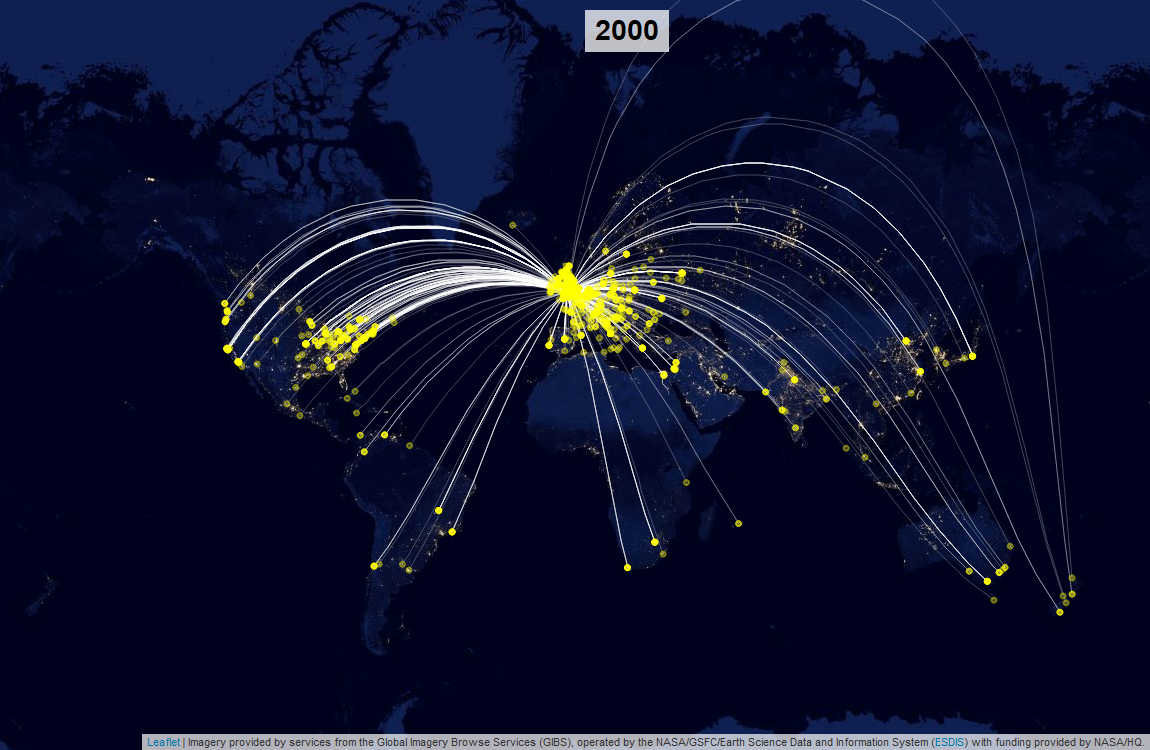 2000
Leaflet | Imagery provided by services from the Global Imagery Browse Services (GIBS), operated by the NASA/GSFC/Earth Science Data and Information System (ESDIS) with funding provided by NASA/HQ.